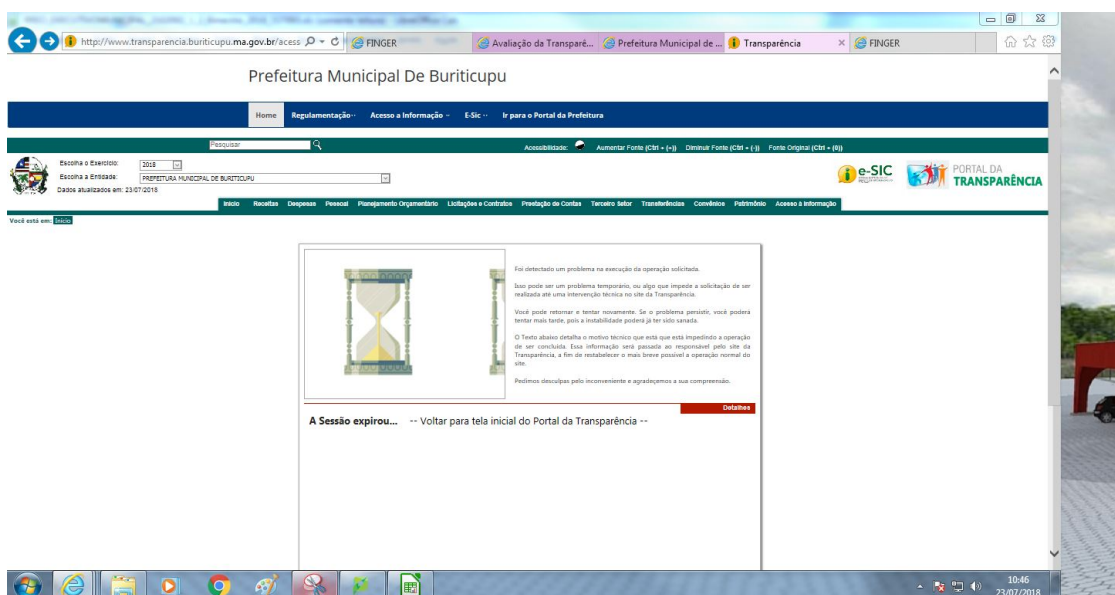 http://www.transparencia.buriticupu.ma.gov.br/acess
FINGER
Avaliação da Transparê...
Prefeitura Municipal de ...
Transparência
FINGER
Prefeitura Municipal De Buriticupu
Home Regulamentação Acesso a Informação E-Sic Ir para o Portal da Prefeitura
Pesquisar
Acessibilidade: Aumentar Fonte (Ctrl + (+)) Diminuir Fonte (Ctrl + (-)) Fonte Original (Ctrl + (0))
Escolha o Exercício: 2018
Escolha a Entidade: PREFEITURA MUNICIPAL DE BURITICUPU
Dados atualizados em: 23/07/2018
e-SIC
PORTAL DA
TRANSPARÊNCIA
Início Receitas Despesas Pessoal Planejamento Orçamentário Licitações e Contratos Prestação de Contas Terceiro Setor Transferências Convênios Patrimônio Acesso à Informação
Você está em: Início
Foi detectado um problema na execução da operação solicitada.
Isso pode ser um problema temporário, ou algo que impede a solicitação de ser
realizada até uma intervenção técnica no site da Transparência.
Você pode retornar e tentar novamente. Se o problema persistir, você poderá
tentar mais tarde, pois a instabilidade poderá já ter sido sanada.
O Texto abaixo detalha o motivo técnico que está que está impedindo a operação
de ser concluída. Essa informação será passada ao responsável pelo site da
Transparência, a fim de restabelecer o mais breve possível a operação normal do
site.
Pedimos desculpas pelo inconveniente e agradecemos a sua compreensão.
Detalhes
A Sessão expirou... -- Voltar para tela inicial do Portal da Transparência --
10:46
23/07/2018